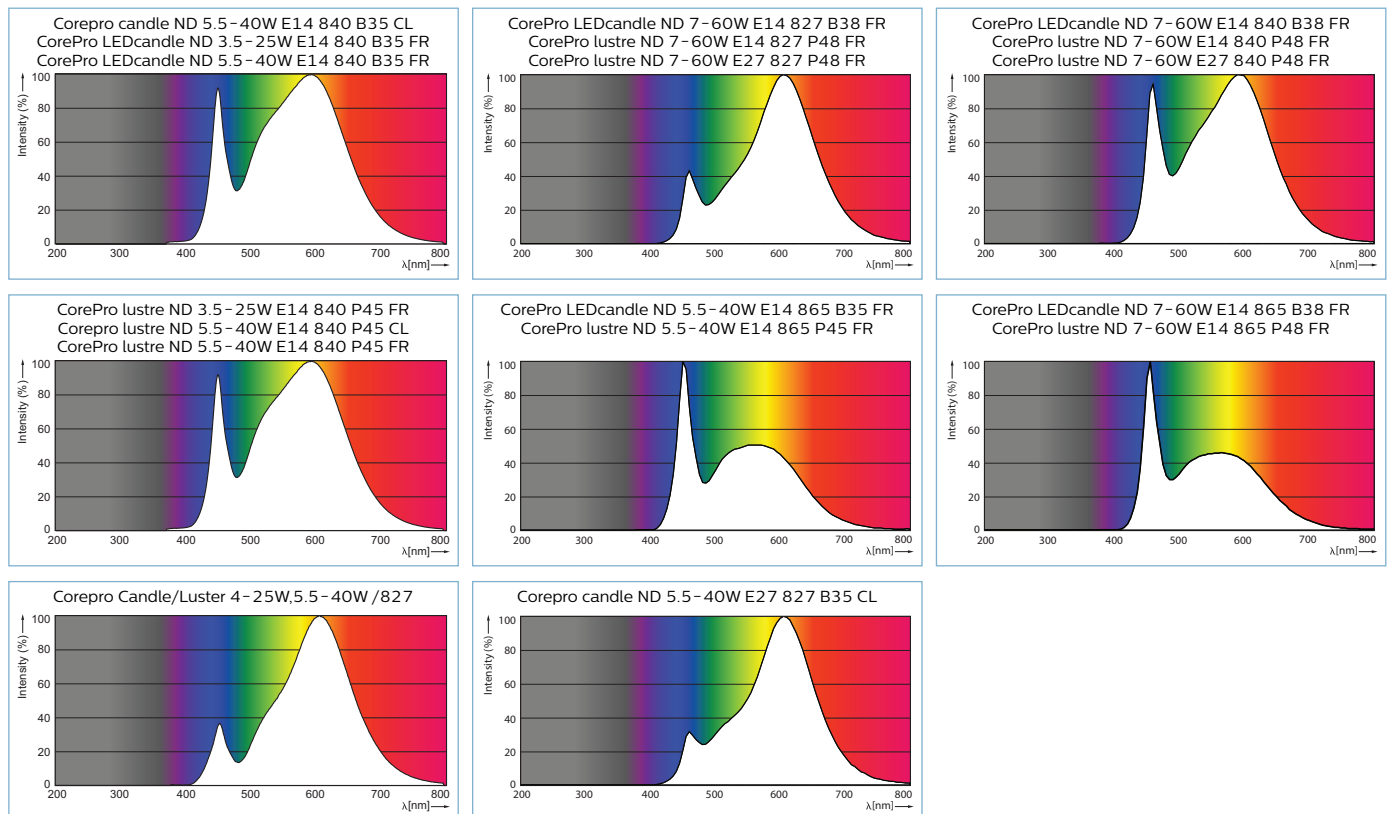 Corepro candle ND 5.5-40W E14 840 B35 CL
CorePro LEDcandle ND 3.5-25W E14 840 B35 FR
CorePro LEDcandle ND 5.5-40W E14 840 B35 FR
Intensity (%)
100
80
60
40
20
0
200 300 400 500 600 700 800
λ[nm]
CorePro LEDcandle ND 7-60W E14 827 B38 FR
CorePro lustre ND 7-60W E14 827 P48 FR
CorePro lustre ND 7-60W E27 827 P48 FR
Intensity (%)
100
80
60
40
20
0
200 300 400 500 600 700 800
λ[nm]
CorePro LEDcandle ND 7-60W E14 840 B38 FR
CorePro lustre ND 7-60W E14 840 P48 FR
CorePro lustre ND 7-60W E27 840 P48 FR
Intensity (%)
100
80
60
40
20
0
200 300 400 500 600 700 800
λ[nm]
CorePro lustre ND 3.5-25W E14 840 P45 FR
Corepro lustre ND 5.5-40W E14 840 P45 CL
CorePro lustre ND 5.5-40W E14 840 P45 FR
Intensity (%)
100
80
60
40
20
0
200 300 400 500 600 700 800
λ[nm]
CorePro LEDcandle ND 5.5-40W E14 865 B35 FR
CorePro lustre ND 5.5-40W E14 865 P45 FR
Intensity (%)
100
80
60
40
20
0
200 300 400 500 600 700 800
λ[nm]
CorePro LEDcandle ND 7-60W E14 865 B38 FR
CorePro lustre ND 7-60W E14 865 P48 FR
Intensity (%)
100
80
60
40
20
0
200 300 400 500 600 700 800
λ[nm]
Corepro Candle/Luster 4-25W,5.5-40W /827
Intensity (%)
100
80
60
40
20
0
200 300 400 500 600 700 800
λ[nm]
Corepro candle ND 5.5-40W E27 827 B35 CL
Intensity (%)
100
80
60
40
20
0
200 300 400 500 600 700 800
λ[nm]